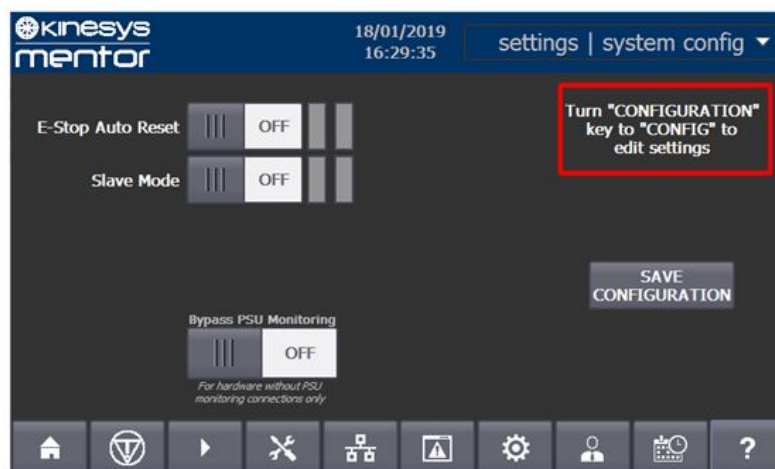 kinesys
mentor
18/01/2019
16:29:35
settings | system config
Turn "CONFIGURATION"
key to "CONFIG" to
edit settings
E-Stop Auto Reset
OFF
Slave Mode
OFF
SAVE
CONFIGURATION
Bypass PSU Monitoring
OFF
For hardware without PSU
monitoring connections only
?